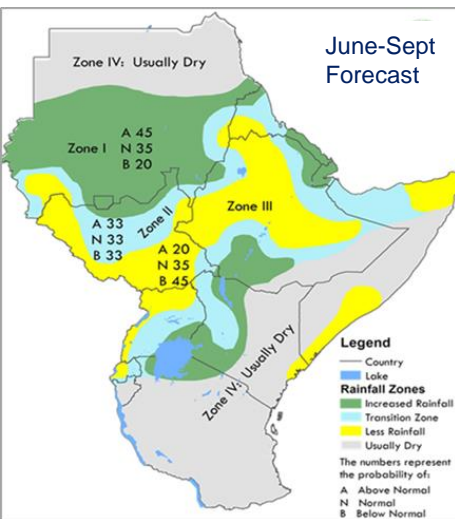 June-Sept
Forecast
Zone IV: Usually Dry
Zone I
A 45
N 35
B 20
A 33
N 33
B 33
Zone II
Zone III
A 20
N 35
B 45
Zone IV: Usually Dry
Legend
Country
Lake
Rainfall Zones
Increased Rainfall
Transition Zone
Less Rainfall
Usually Dry
The numbers represent
the probability of:
A Above Normal
N Normal
B Below Normal